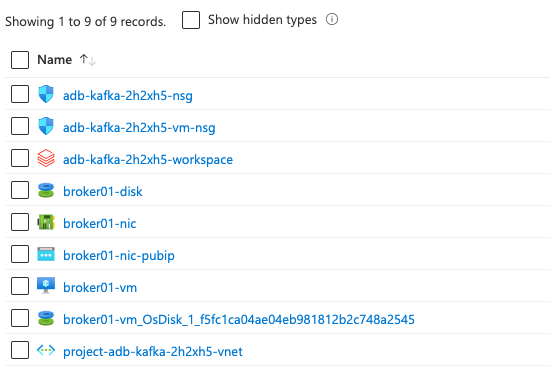 Showing 1 to 9 of 9 records. Show hidden types
Name
adb-kafka-2h2xh5-nsg
adb-kafka-2h2xh5-vm-nsg
adb-kafka-2h2xh5-workspace
broker01-disk
broker01-nic
broker01-nic-pubip
broker01-vm
broker01-vm_OsDisk_1_f5fc1ca04ae04eb981812b2c748a2545
project-adb-kafka-2h2xh5-vnet